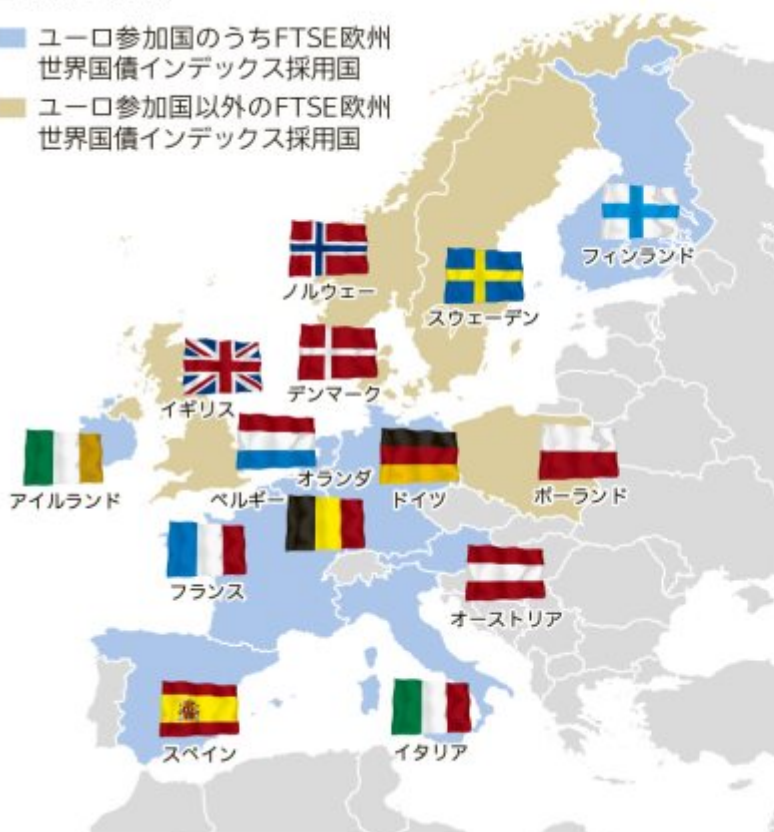 ユーロ参加国のうちFTSE欧州
世界国債インデックス採用国
ユーロ参加国以外のFTSE欧州
世界国債インデックス採用国
フィンランド
ノルウェー
スウェーデン
デンマーク
イギリス
オランダ
アイルランド
ベルギー
ドイツ
ポーランド
フランス
オーストリア
スペイン
イタリア